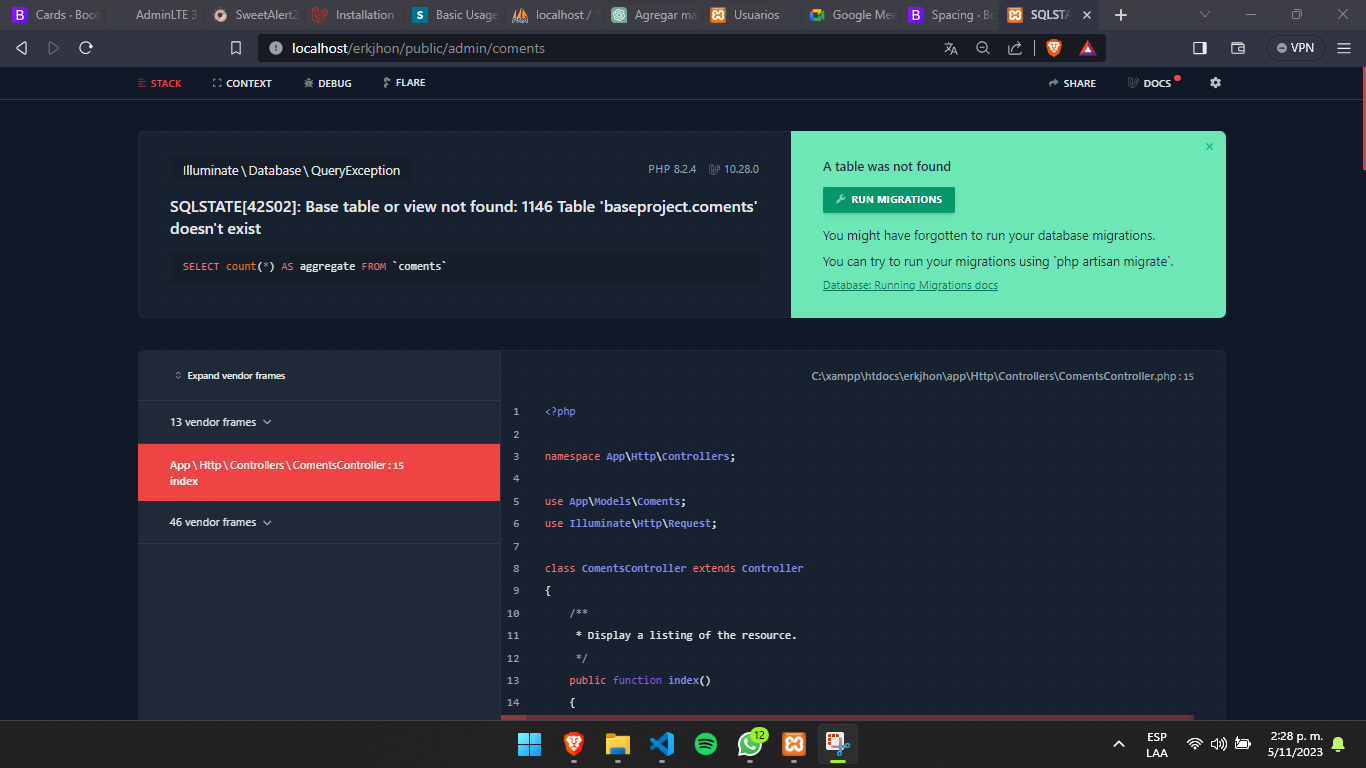 Cards · Boot
AdminLTE 3
SweetAlert2
Installation
Basic Usage
localhost /
Agregar ma
Usuarios
Google Mee
Spacing · Bo
SQLSTA
localhost/erkjhon/public/admin/coments
VPN
STACK
CONTEXT
DEBUG
FLARE
SHARE
DOCS
Illuminate\Database\QueryException
PHP 8.2.4
10.28.0
SQLSTATE[42S02]: Base table or view not found: 1146 Table 'baseproject.coments'
doesn't exist
SELECT count(*) AS aggregate FROM `coments`
A table was not found
RUN MIGRATIONS
You might have forgotten to run your database migrations.
You can try to run your migrations using `php artisan migrate`.
Database: Running Migrations docs
Expand vendor frames
13 vendor frames
App\Http\Controllers\ComentsController:15
index
46 vendor frames
C:\xampp\htdocs\erkjhon\app\Http\Controllers\ComentsController.php:15
1 <?php
2
3 namespace App\Http\Controllers;
4
5 use App\Models\Coments;
6 use Illuminate\Http\Request;
7
8 class ComentsController extends Controller
9 {
10 /**
11 * Display a listing of the resource.
12 */
13 public function index()
14 {
12
ESP
LAA
2:28 p. m.
5/11/2023